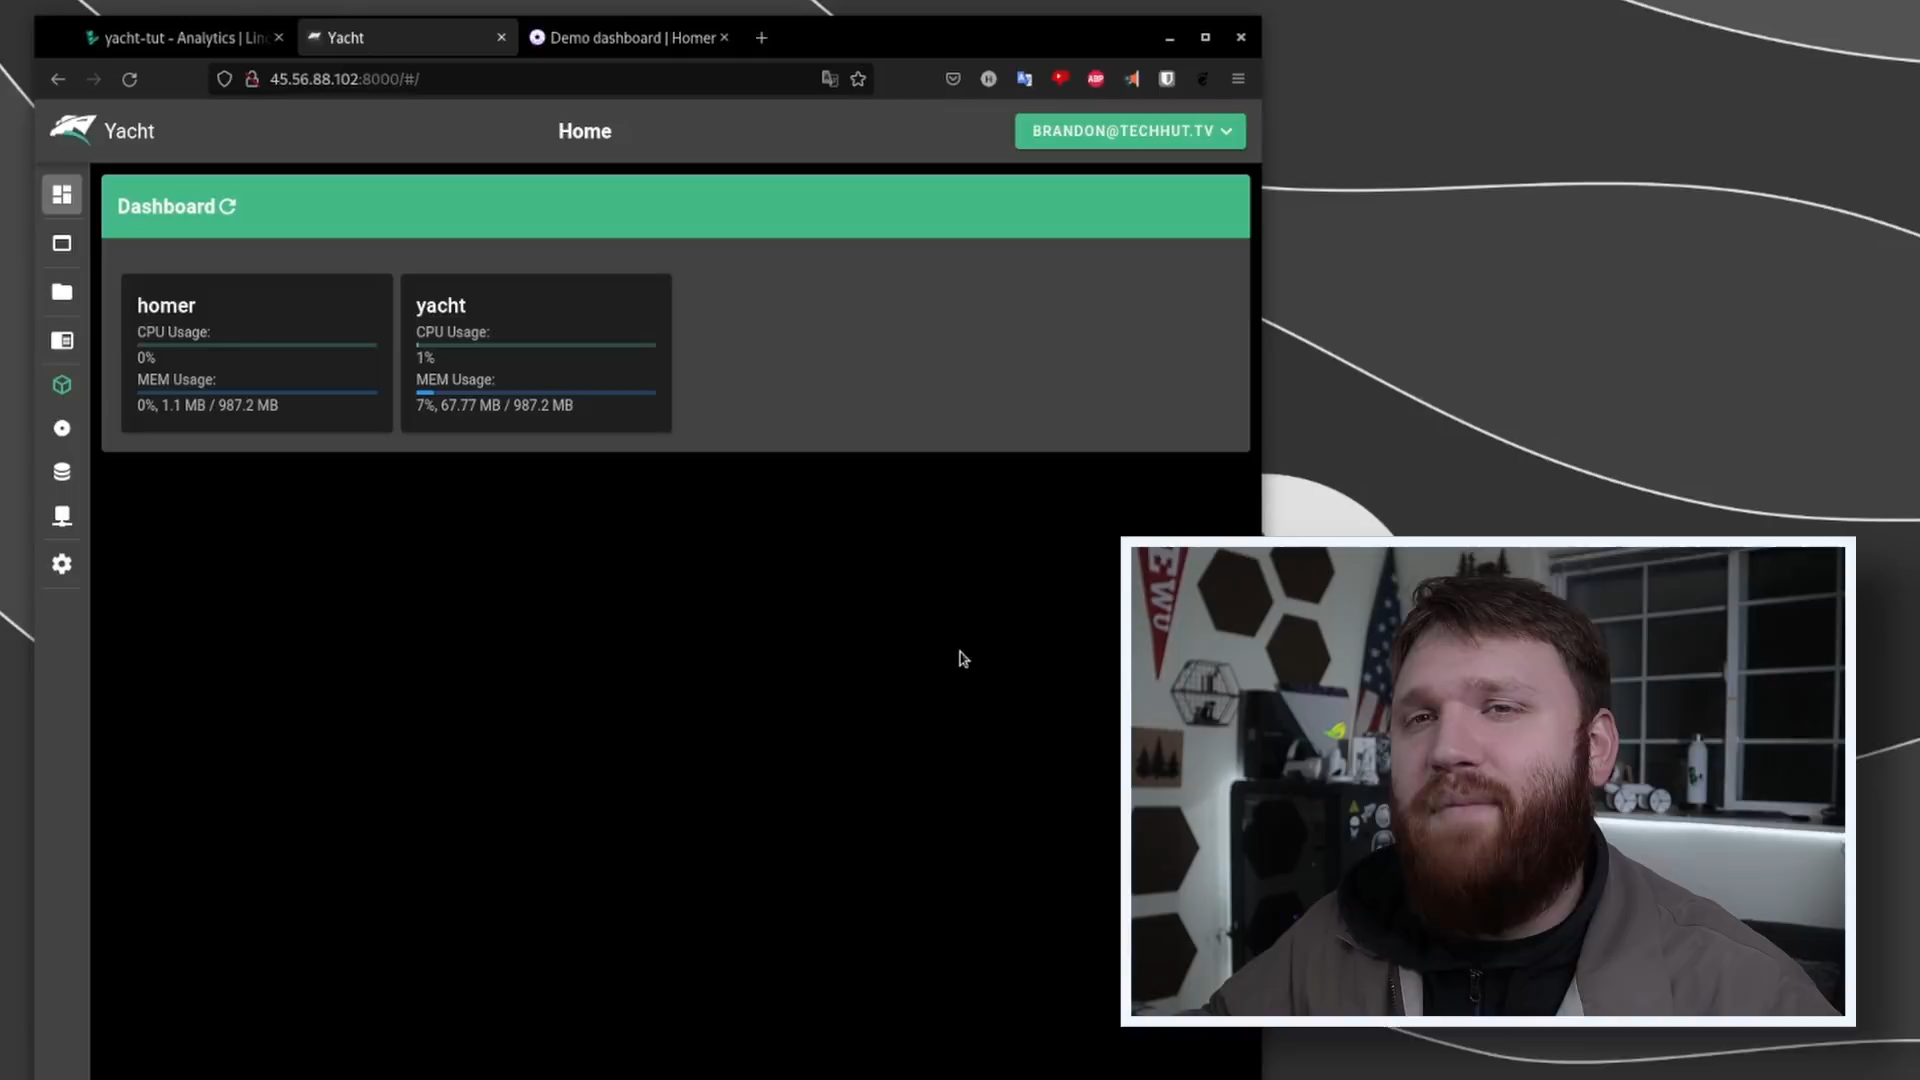 yacht-tut - Analytics | Lin
Yacht
Demo dashboard | Homer
45.56.88.102:8000/#/
H
ABP
Yacht
Home
BRANDON@TECHHUT.TV
Dashboard
homer
CPU Usage:
0%
MEM Usage:
0%, 1.1 MB / 987.2 MB
yacht
CPU Usage:
1%
MEM Usage:
7%, 67.77 MB / 987.2 MB
EWU